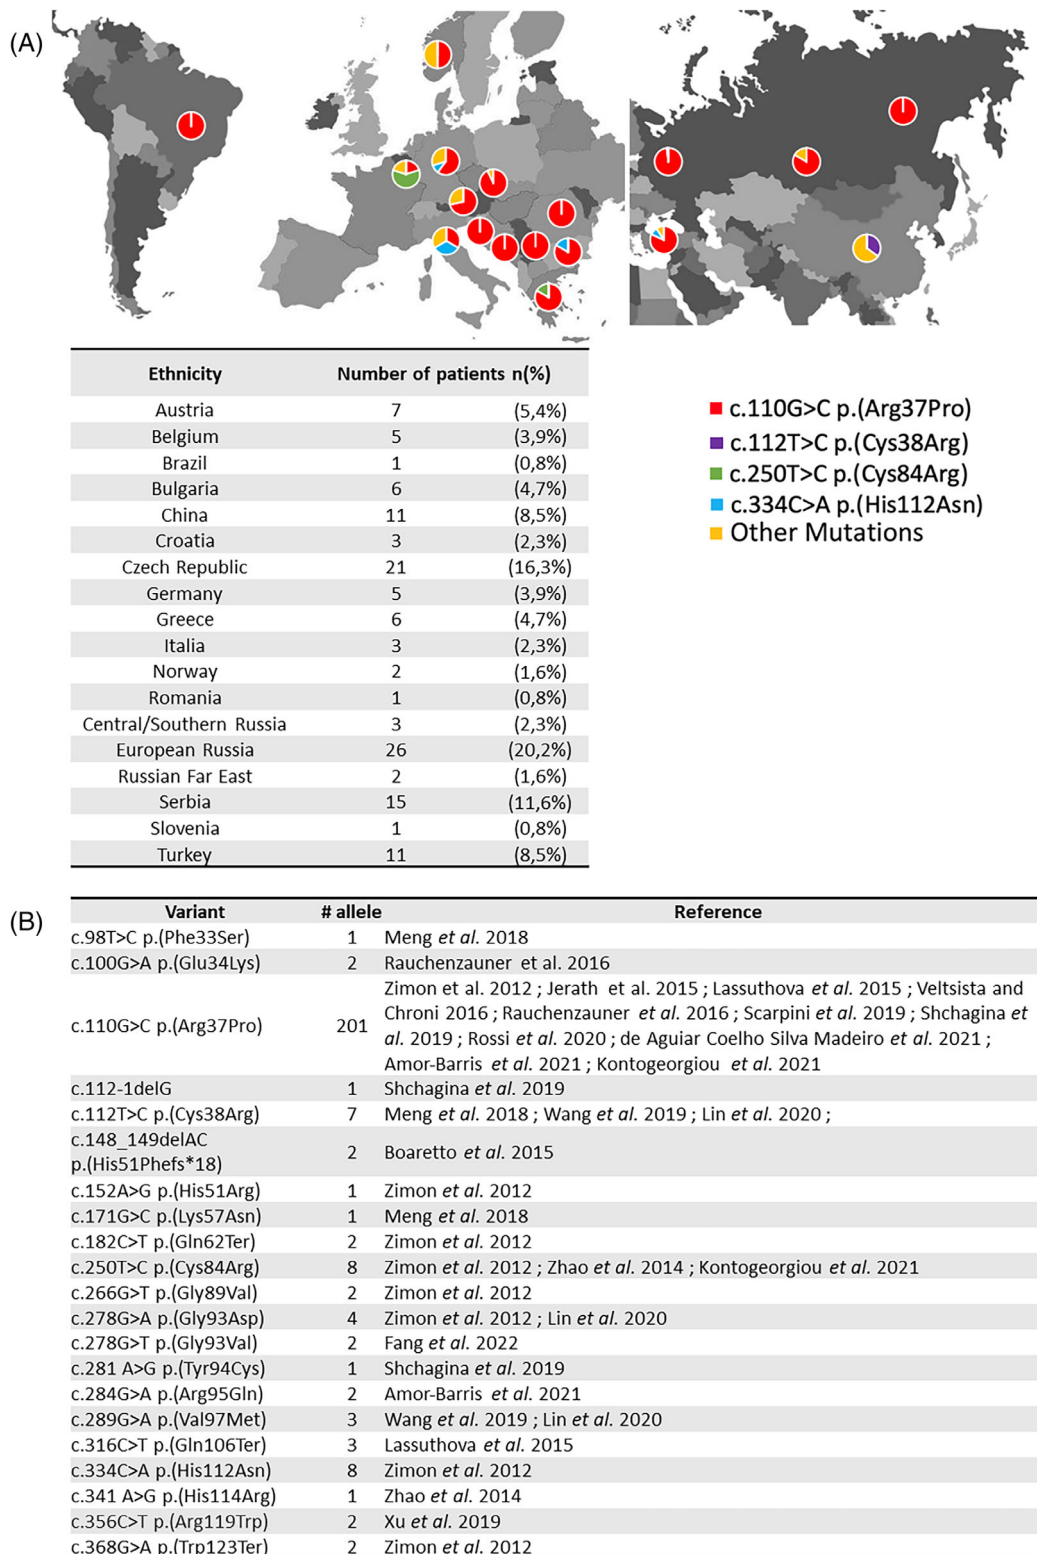 (A)
Ethnicity Number of patients n(%)
Austria 7 (5,4%)
Belgium 5 (3,9%)
Brazil 1 (0,8%)
Bulgaria 6 (4,7%)
China 11 (8,5%)
Croatia 3 (2,3%)
Czech Republic 21 (16,3%)
Germany 5 (3,9%)
Greece 6 (4,7%)
Italia 3 (2,3%)
Norway 2 (1,6%)
Romania 1 (0,8%)
Central/Southern Russia 3 (2,3%)
European Russia 26 (20,2%)
Russian Far East 2 (1,6%)
Serbia 15 (11,6%)
Slovenia 1 (0,8%)
Turkey 11 (8,5%)
c.110G>C p.(Arg37Pro)
c.112T>C p.(Cys38Arg)
c.250T>C p.(Cys84Arg)
c.334C>A p.(His112Asn)
Other Mutations
(B)
Variant # allele Reference
c.98T>C p.(Phe33Ser) 1 Meng et al. 2018
c.100G>A p.(Glu34Lys) 2 Rauchenzauner et al. 2016
Zimon et al. 2012 ; Jerath et al. 2015 ; Lassuthova et al. 2015 ; Veltsista and
Chroni 2016 ; Rauchenzauner et al. 2016 ; Scarpini et al. 2019 ; Shchagina et
c.110G>C p.(Arg37Pro) 201
al. 2019 ; Rossi et al. 2020 ; de Aguiar Coelho Silva Madeiro et al. 2021 ;
Amor-Barris et al. 2021 ; Kontogeorgiou et al. 2021
c.112-1delG 1 Shchagina et al. 2019
c.112T>C p.(Cys38Arg) 7 Meng et al. 2018 ; Wang et al. 2019 ; Lin et al. 2020 ;
c.148_149delAC
p.(His51Phefs*18) 2 Boaretto et al. 2015
c.152A>G p.(His51Arg) 1 Zimon et al. 2012
c.171G>C p.(Lys57Asn) 1 Meng et al. 2018
c.182C>T p.(Gln62Ter) 2 Zimon et al. 2012
c.250T>C p.(Cys84Arg) 8 Zimon et al. 2012 ; Zhao et al. 2014 ; Kontogeorgiou et al. 2021
c.266G>T p.(Gly89Val) 2 Zimon et al. 2012
c.278G>A p.(Gly93Asp) 4 Zimon et al. 2012 ; Lin et al. 2020
c.278G>T p.(Gly93Val) 2 Fang et al. 2022
c.281 A>G p.(Tyr94Cys) 1 Shchagina et al. 2019
c.284G>A p.(Arg95Gln) 2 Amor-Barris et al. 2021
c.289G>A p.(Val97Met) 3 Wang et al. 2019 ; Lin et al. 2020
c.316C>T p.(Gln106Ter) 3 Lassuthova et al. 2015
c.334C>A p.(His112Asn) 8 Zimon et al. 2012
c.341 A>G p.(His114Arg) 1 Zhao et al. 2014
c.356C>T p.(Arg119Trp) 2 Xu et al. 2019
c.368G>A p.(Trp123Ter) 2 Zimon et al. 2012